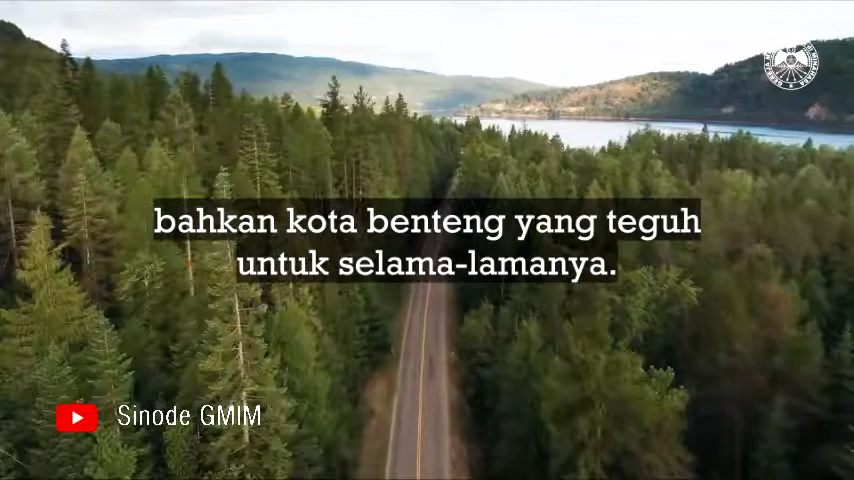 bahkan kota benteng yang teguh
untuk selama-lamanya.
Sinode GMIM